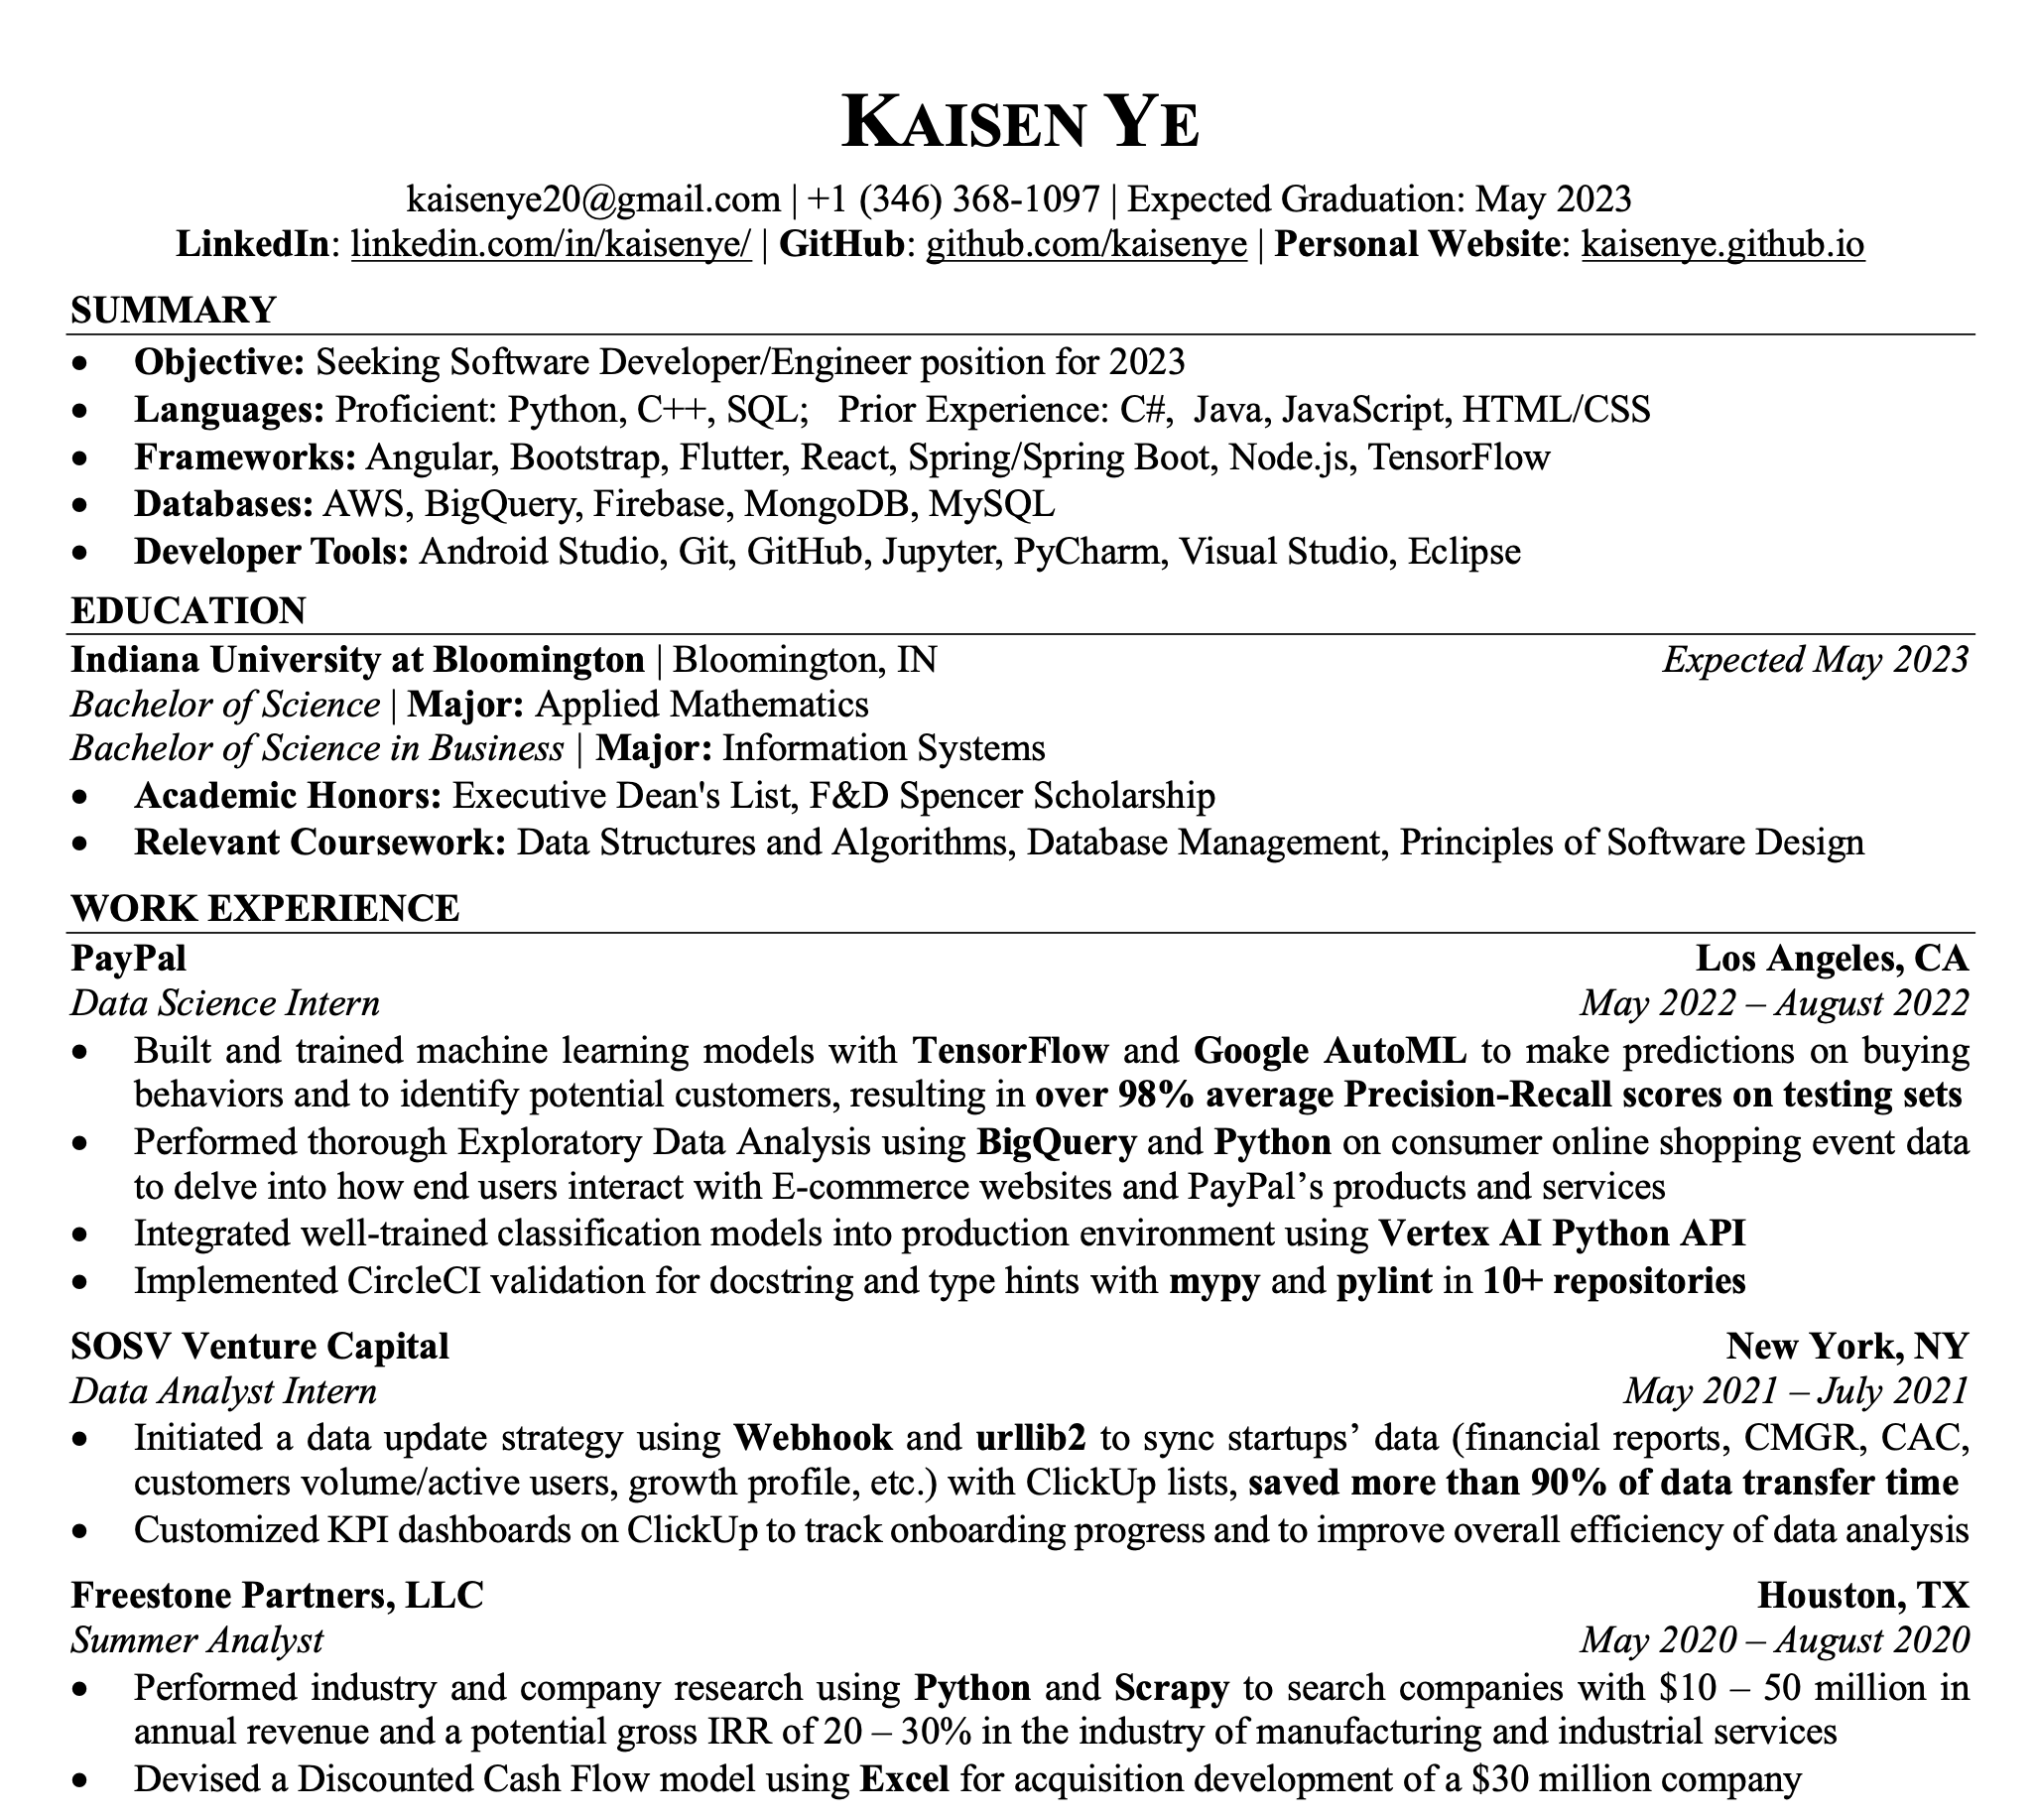 KAISEN YE
kaisenye20@gmail.com | +1 (346) 368-1097 | Expected Graduation: May 2023
LinkedIn: linkedin.com/in/kaisenye/ | GitHub: github.com/kaisenye | Personal Website: kaisenye.github.io
SUMMARY
• Objective: Seeking Software Developer/Engineer position for 2023
• Languages: Proficient: Python, C++, SQL;   Prior Experience: C#,  Java, JavaScript, HTML/CSS
• Frameworks: Angular, Bootstrap, Flutter, React, Spring/Spring Boot, Node.js, TensorFlow
• Databases: AWS, BigQuery, Firebase, MongoDB, MySQL
• Developer Tools: Android Studio, Git, GitHub, Jupyter, PyCharm, Visual Studio, Eclipse
EDUCATION
Indiana University at Bloomington | Bloomington, IN Expected May 2023
Bachelor of Science | Major: Applied Mathematics
Bachelor of Science in Business | Major: Information Systems
• Academic Honors: Executive Dean's List, F&D Spencer Scholarship
• Relevant Coursework: Data Structures and Algorithms, Database Management, Principles of Software Design
WORK EXPERIENCE
PayPal Los Angeles, CA
Data Science Intern May 2022 – August 2022
• Built and trained machine learning models with TensorFlow and Google AutoML to make predictions on buying
behaviors and to identify potential customers, resulting in over 98% average Precision-Recall scores on testing sets
• Performed thorough Exploratory Data Analysis using BigQuery and Python on consumer online shopping event data
to delve into how end users interact with E-commerce websites and PayPal’s products and services
• Integrated well-trained classification models into production environment using Vertex AI Python API
• Implemented CircleCI validation for docstring and type hints with mypy and pylint in 10+ repositories
SOSV Venture Capital New York, NY
Data Analyst Intern May 2021 – July 2021
• Initiated a data update strategy using Webhook and urllib2 to sync startups’ data (financial reports, CMGR, CAC,
customers volume/active users, growth profile, etc.) with ClickUp lists, saved more than 90% of data transfer time
• Customized KPI dashboards on ClickUp to track onboarding progress and to improve overall efficiency of data analysis
Freestone Partners, LLC Houston, TX
Summer Analyst May 2020 – August 2020
• Performed industry and company research using Python and Scrapy to search companies with $10 – 50 million in
annual revenue and a potential gross IRR of 20 – 30% in the industry of manufacturing and industrial services
• Devised a Discounted Cash Flow model using Excel for acquisition development of a $30 million company